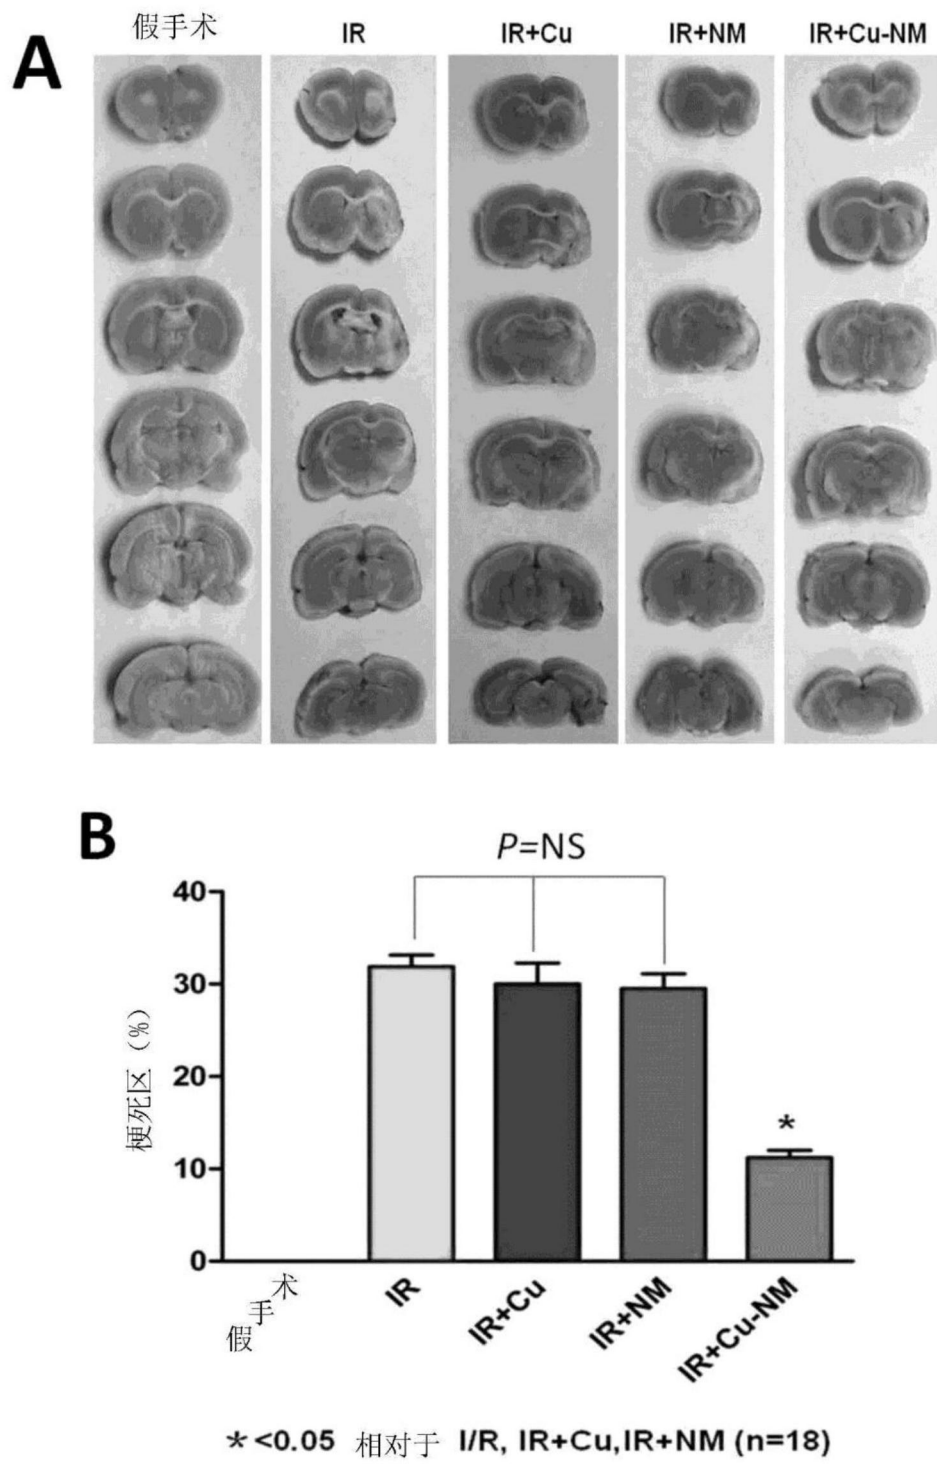 A
假手术 IR IR+Cu IR+NM IR+Cu-NM
B
P=NS
40
30
20
10
0
梗死区（%）
*
假手术 IR IR+Cu IR+NM IR+Cu-NM
*<0.05 相对于 I/R, IR+Cu,IR+NM (n=18)